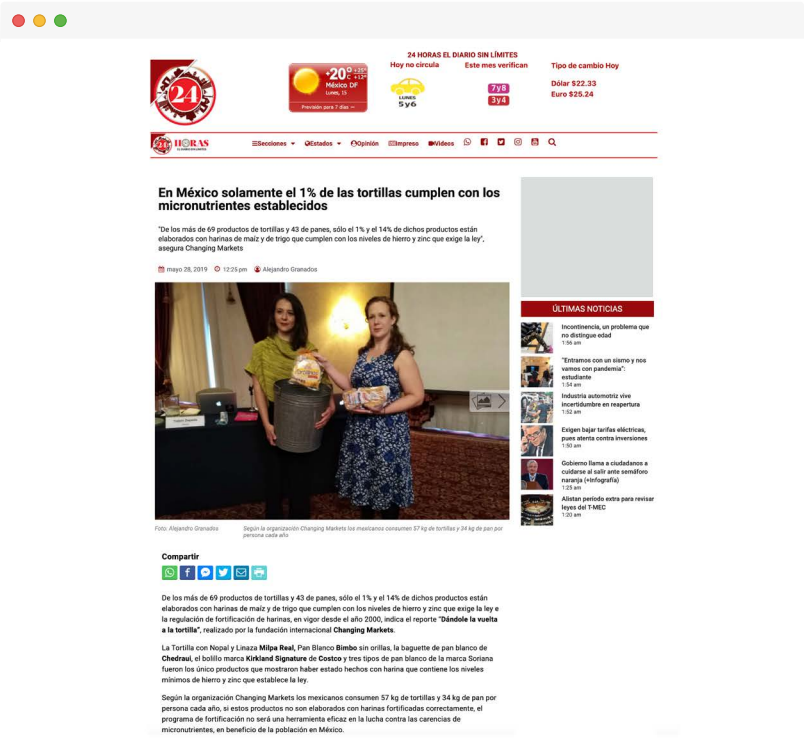 24 HORAS EL DIARIO SIN LÍMITES
24
+20° +25°
+12°
México DF
Lunes, 15
Previsión para 7 días
Hoy no circula
LUNES
5 y 6
Este mes verifican
7y8
3y4
Tipo de cambio Hoy
Dólar $22.33
Euro $25.24
24 HORAS
EL DIARIO SIN LÍMITES
Secciones
Estados
Opinión
Impreso
Videos
En México solamente el 1% de las tortillas cumplen con los
micronutrientes establecidos
"De los más de 69 productos de tortillas y 43 de panes, sólo el 1% y el 14% de dichos productos están
elaborados con harinas de maíz y de trigo que cumplen con los niveles de hierro y zinc que exige la ley",
asegura Changing Markets
mayo 28, 2019 12:25 pm Alejandro Granados
Foto: Alejandro Granados
Según la organización Changing Markets los mexicanos consumen 57 kg de tortillas y 34 kg de pan por
persona cada año
Compartir
De los más de 69 productos de tortillas y 43 de panes, sólo el 1% y el 14% de dichos productos están
elaborados con harinas de maíz y de trigo que cumplen con los niveles de hierro y zinc que exige la ley e
la regulación de fortificación de harinas, en vigor desde el año 2000, indica el reporte "Dándole la vuelta
a la tortilla", realizado por la fundación internacional Changing Markets.
La Tortilla con Nopal y Linaza Milpa Real, Pan Blanco Bimbo sin orillas, la baguette de pan blanco de
Chedraui, el bolillo marca Kirkland Signature de Costco y tres tipos de pan blanco de la marca Soriana
fueron los único productos que mostraron haber estado hechos con harina que contiene los niveles
mínimos de hierro y zinc que establece la ley.
Según la organización Changing Markets los mexicanos consumen 57 kg de tortillas y 34 kg de pan por
persona cada año, si estos productos no son elaborados con harinas fortificadas correctamente, el
programa de fortificación no será una herramienta eficaz en la lucha contra las carencias de
micronutrientes, en beneficio de la población en México.
ÚLTIMAS NOTICIAS
Incontinencia, un problema que
no distingue edad
1:56 am
"Entramos con un sismo y nos
vamos con pandemia":
estudiante
1:54 am
Industria automotriz vive
incertidumbre en reapertura
1:52 am
Exigen bajar tarifas eléctricas,
pues atenta contra inversiones
1:50 am
Gobierno llama a ciudadanos a
cuidarse al salir ante semáforo
naranja (+Infografía)
1:25 am
Alistan periodo extra para revisar
leyes del T-MEC
1:20 am